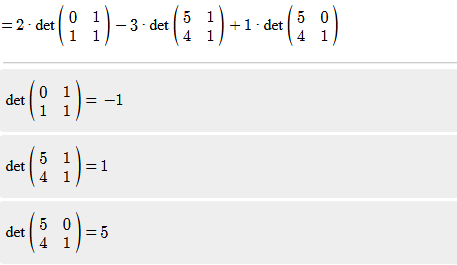 = 2 · det ( 0 1 ; 1 1 ) − 3 · det ( 5 1 ; 4 1 ) + 1 · det ( 5 0 ; 4 1 )
det ( 0 1 ; 1 1 ) = −1
det ( 5 1 ; 4 1 ) = 1
det ( 5 0 ; 4 1 ) = 5